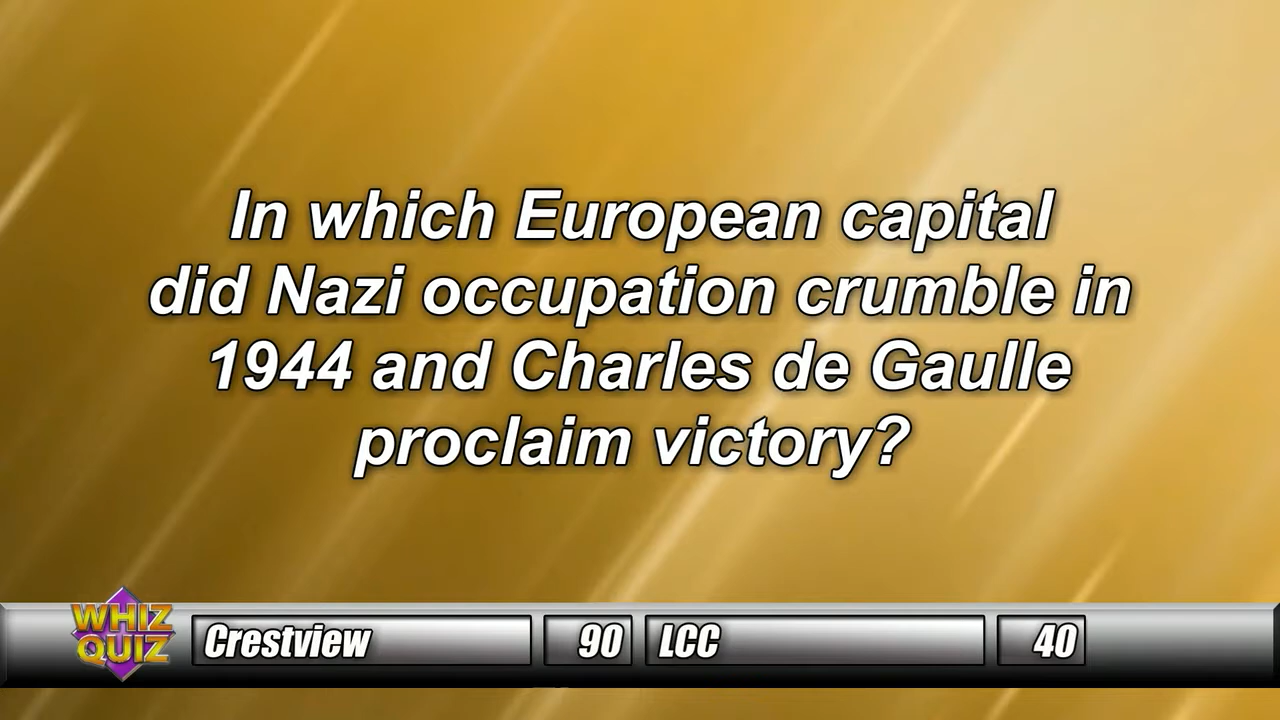 In which European capital
did Nazi occupation crumble in
1944 and Charles de Gaulle
proclaim victory?
WHIZ
QUIZ
Crestview 90 LCC 40